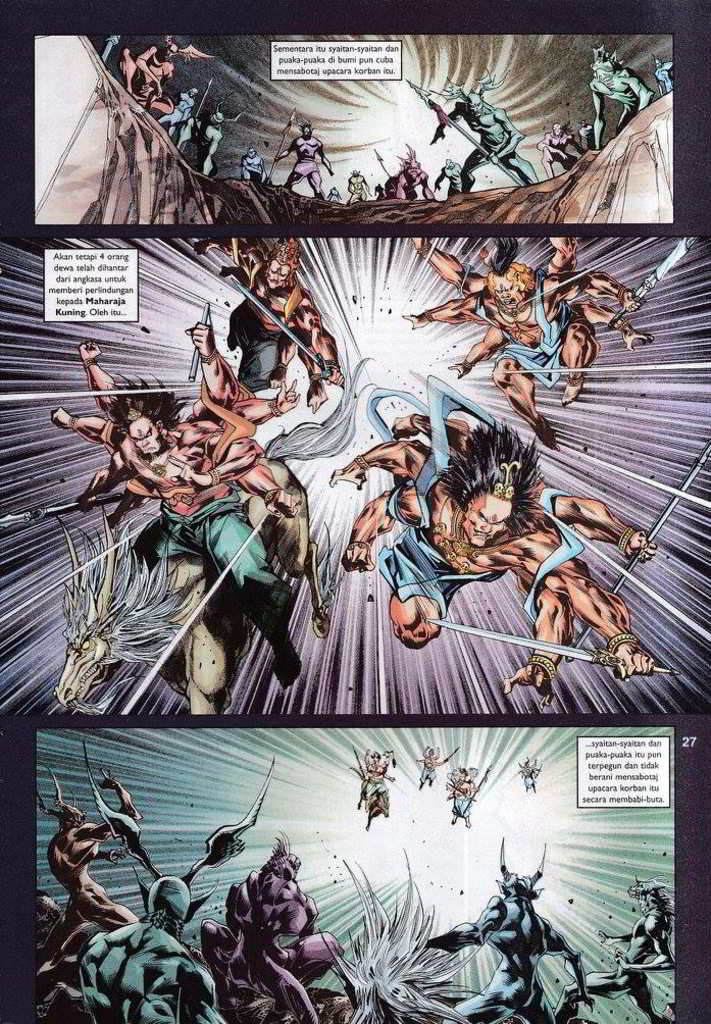 Sementara itu syaitan-syaitan dan
puaka-puaka di bumi pun cuba
mensabotaj upacara korban itu.
Akan tetapi 4 orang
dewa telah dihantar
dari angkasa untuk
memberi perlindungan
kepada Maharaja
Kuning. Oleh itu...
...syaitan-syaitan dan
puaka-puaka itu pun
terpegun dan tidak
berani mensabotaj
upacara korban itu
secara membabi-buta.
27